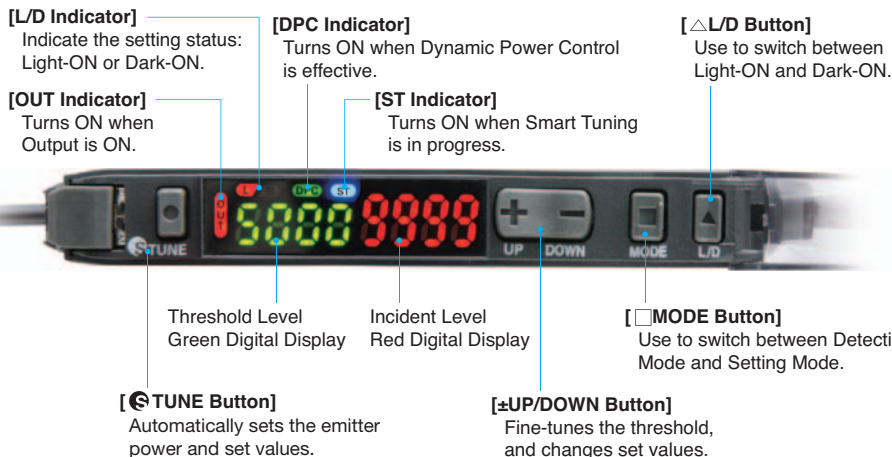 [L/D Indicator]
Indicate the setting status:
Light-ON or Dark-ON.
[DPC Indicator]
Turns ON when Dynamic Power Control
is effective.
[△L/D Button]
Use to switch between
Light-ON and Dark-ON.
[OUT Indicator]
Turns ON when
Output is ON.
[ST Indicator]
Turns ON when Smart Tuning
is in progress.
L DPC ST
OUT
5000 9999
STUNE
UP DOWN MODE L/D
Threshold Level
Green Digital Display
Incident Level
Red Digital Display
[□MODE Button]
Use to switch between Detecti
Mode and Setting Mode.
[S TUNE Button]
Automatically sets the emitter
power and set values.
[±UP/DOWN Button]
Fine-tunes the threshold,
and changes set values.